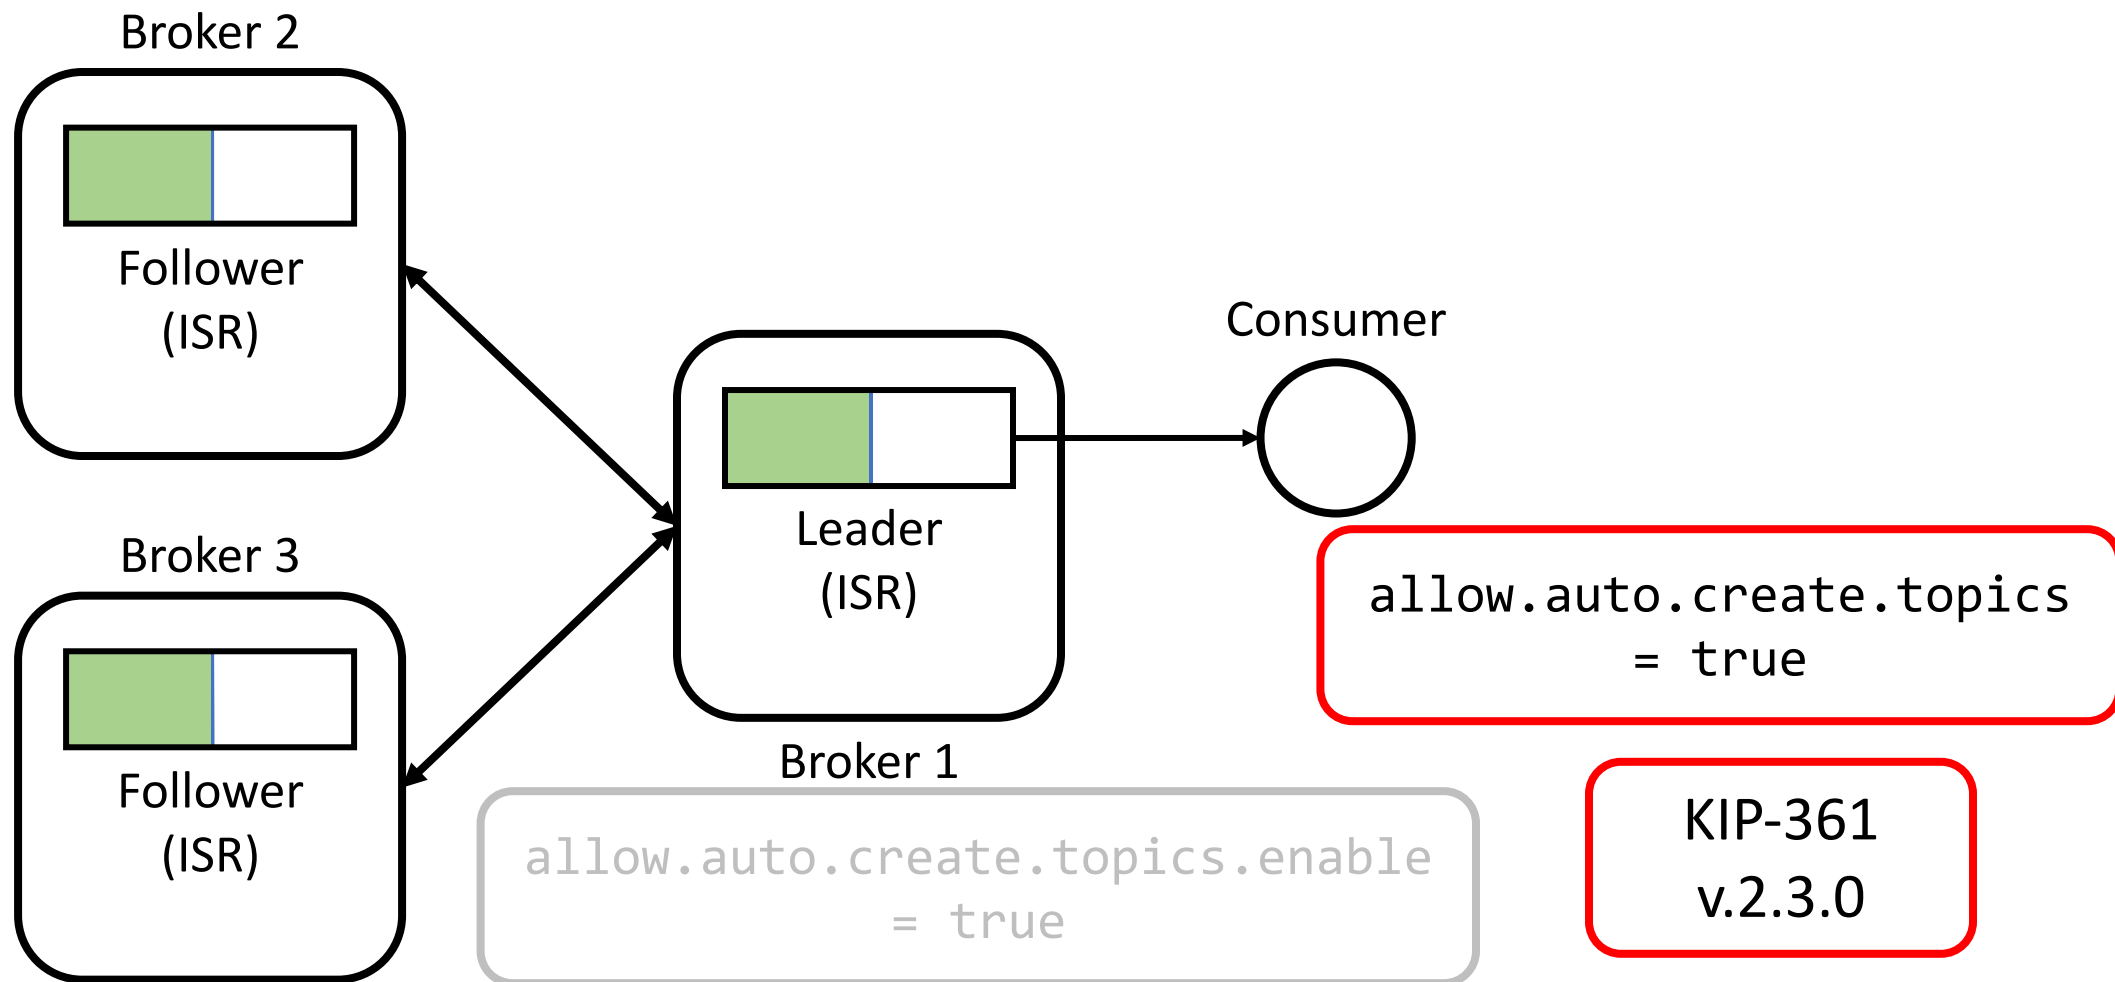 Broker 2
Follower
(ISR)
Broker 3
Follower
(ISR)
Leader
(ISR)
Broker 1
Consumer
allow.auto.create.topics
= true
allow.auto.create.topics.enable
= true
KIP-361
v.2.3.0